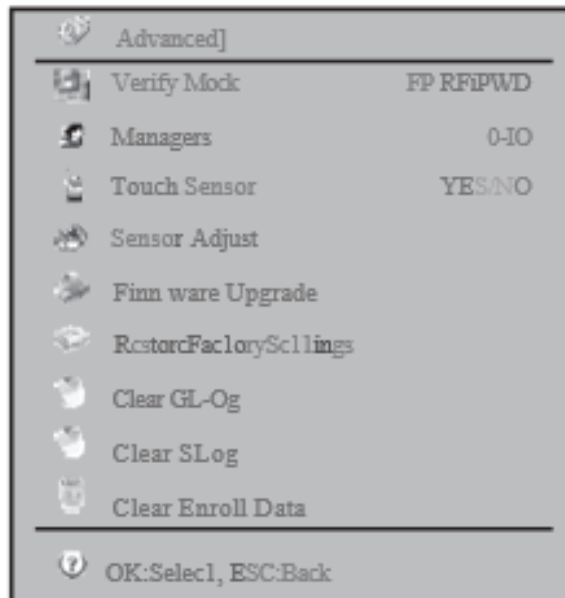 Advanced]
Verify Mock FP RFiPWD
Managers 0-IO
Touch Sensor YES/NO
Sensor Adjust
Finn ware Upgrade
RcstorcFac1orySc11ings
Clear GL-Og
Clear SLog
Clear Enroll Data
OK:Selec1, ESC:Back